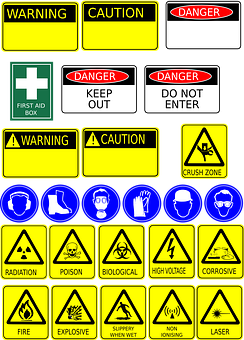 WARNING
CAUTION
DANGER
FIRST AID
BOX
DANGER
KEEP
OUT
DANGER
DO NOT
ENTER
WARNING
CAUTION
CRUSH ZONE
RADIATION
POISON
BIOLOGICAL
HIGH VOLTAGE
CORROSIVE
FIRE
EXPLOSIVE
SLIPPERY
WHEN WET
NON
IONISING
LASER